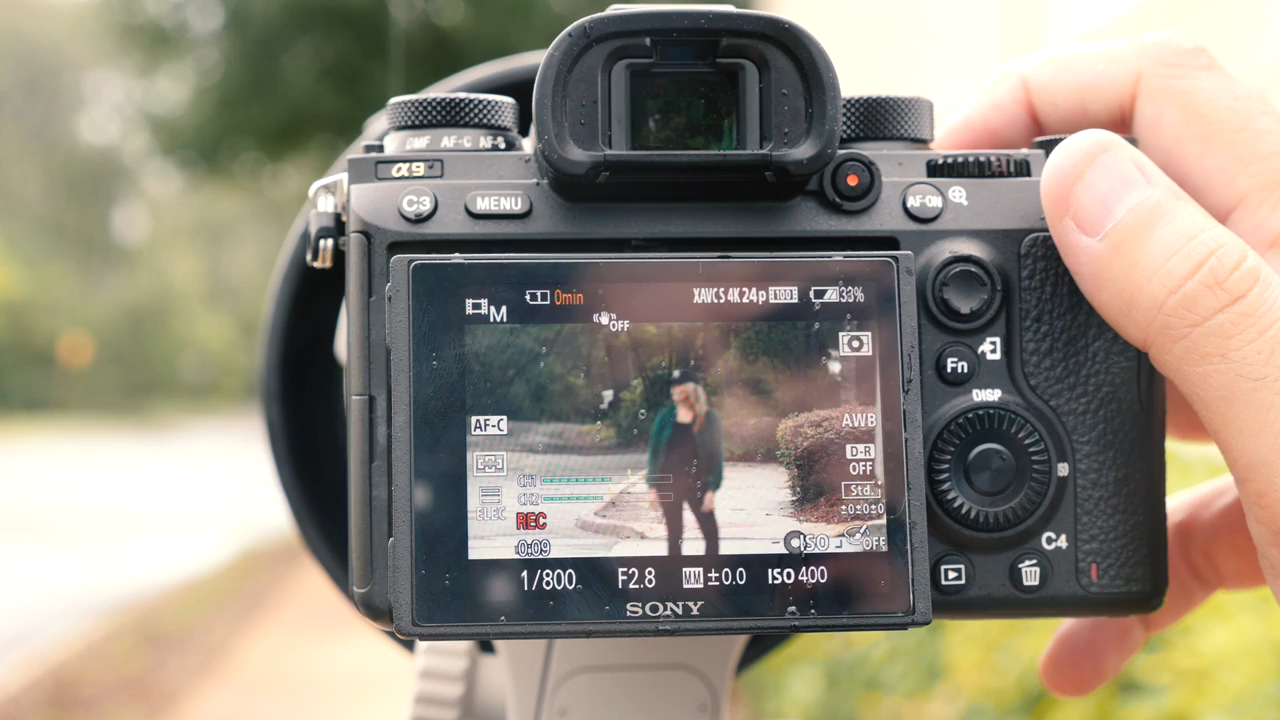 DMF AF-C AF-S
α9
C3 MENU
AF-ON
1 0min XAVC S 4K 24p 100 33%
M
OFF
Fn
DISP
AF-C
AWB
D-R
OFF
CH1
CH2
Std.
±0±0±0
ELEC
REC
0:09
ISO OFF
ISO
C4
1/800 F2.8 M.M. ±0.0 ISO 400
SONY